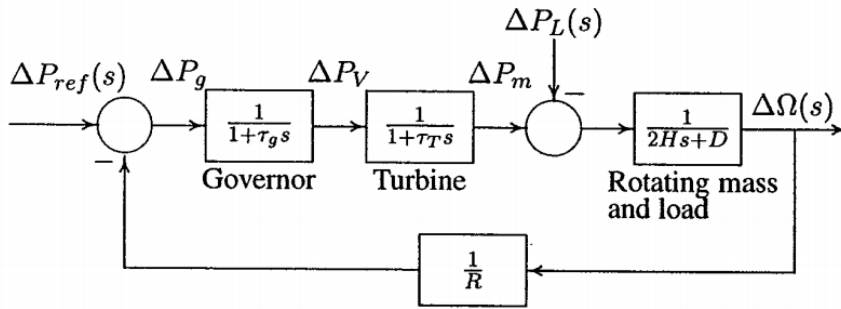 ΔP_L(s)
ΔP_ref(s)
ΔP_g
ΔP_V
ΔP_m
ΔΩ(s)
−
−
1/(1+τ_g s)
1/(1+τ_T s)
1/(2Hs+D)
Governor
Turbine
Rotating mass
and load
1/R